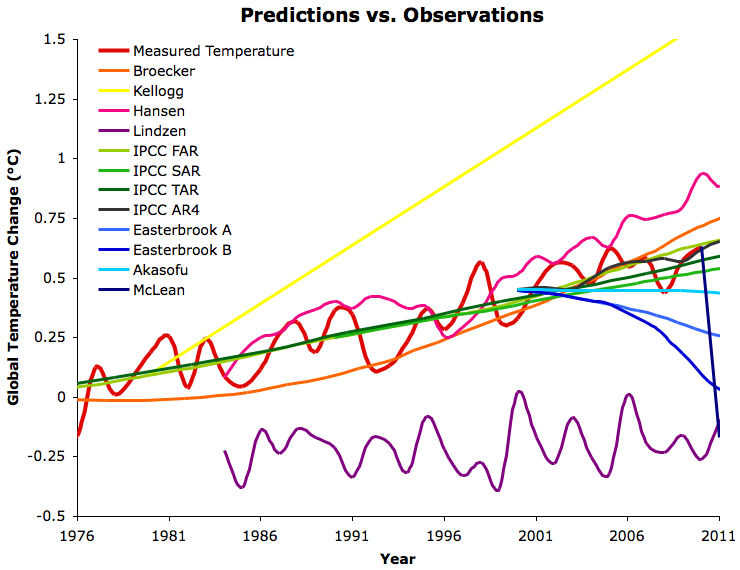 Predictions vs. Observations
1.5
1.25
1
0.75
0.5
0.25
0
-0.25
-0.5
Global Temperature Change (°C)
Measured Temperature
Broecker
Kellogg
Hansen
Lindzen
IPCC FAR
IPCC SAR
IPCC TAR
IPCC AR4
Easterbrook A
Easterbrook B
Akasofu
McLean
1976 1981 1986 1991 1996 2001 2006 2011
Year